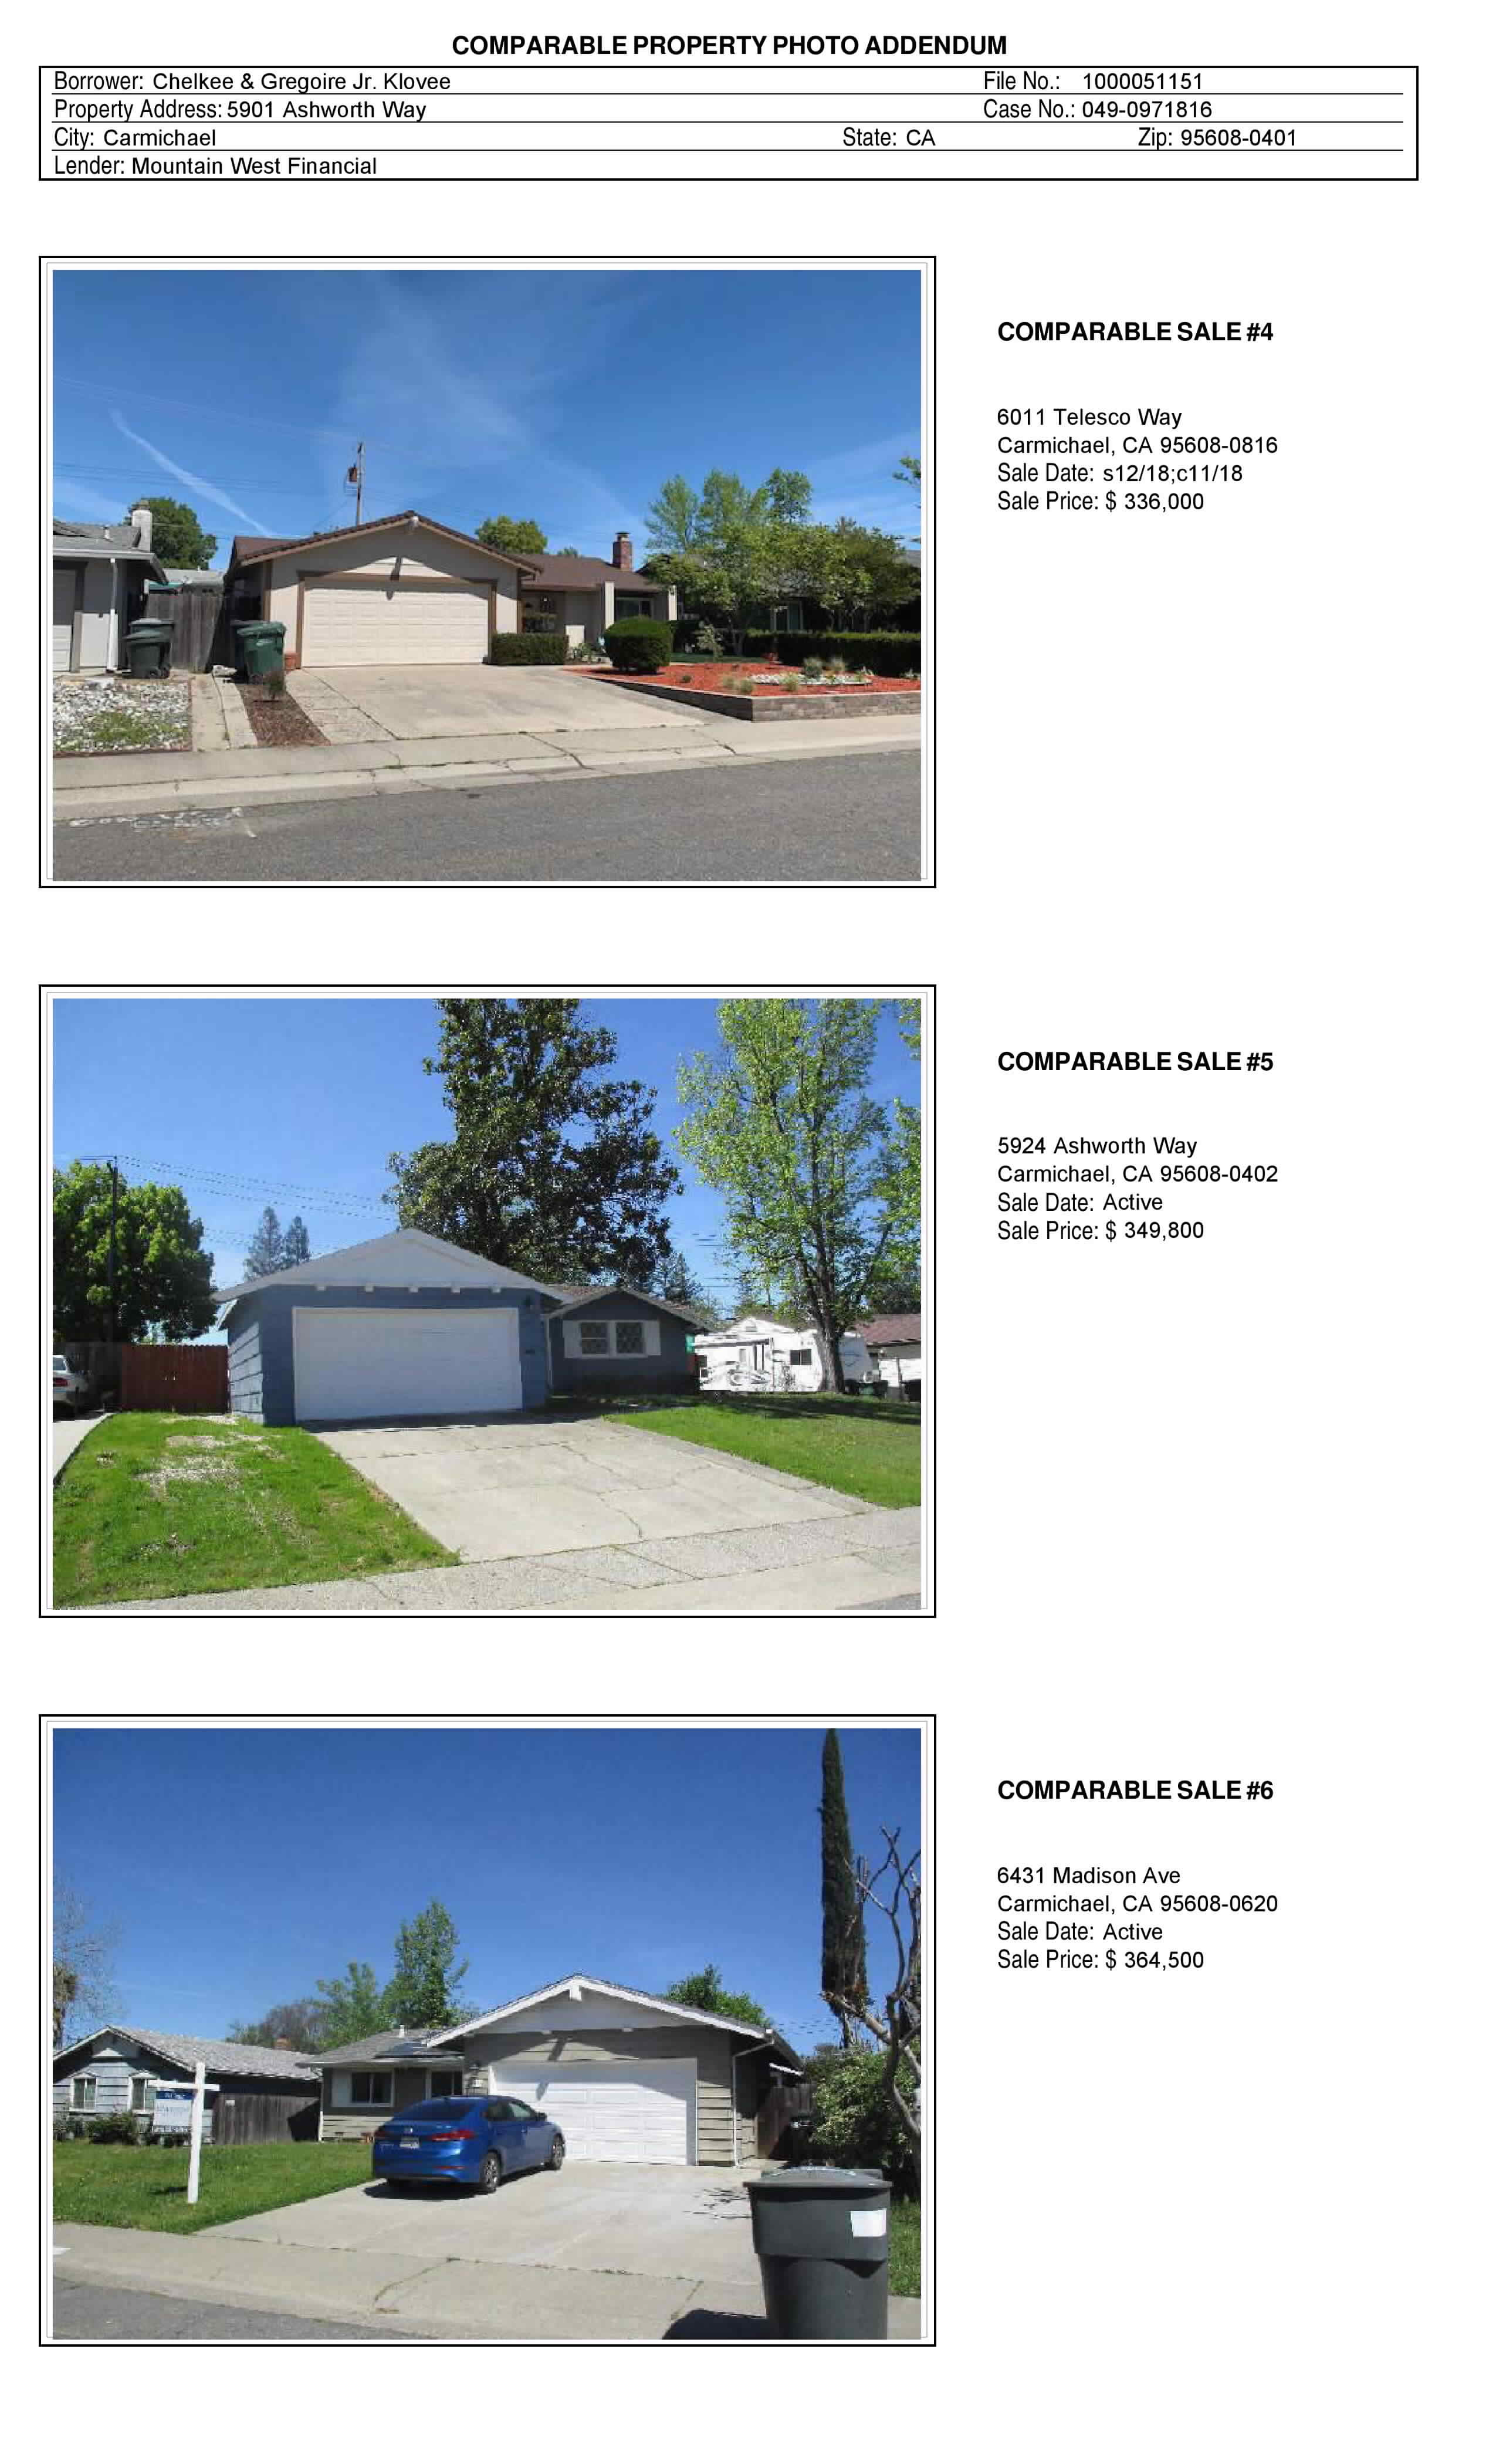 COMPARABLE PROPERTY PHOTO ADDENDUM
Borrower: Chelkee & Gregoire Jr. Klovee File No.: 1000051151
Property Address: 5901 Ashworth Way Case No.: 049-0971816
City: Carmichael State: CA Zip: 95608-0401
Lender: Mountain West Financial
COMPARABLE SALE #4
6011 Telesco Way
Carmichael, CA 95608-0816
Sale Date: s12/18;c11/18
Sale Price: $ 336,000
COMPARABLE SALE #5
5924 Ashworth Way
Carmichael, CA 95608-0402
Sale Date: Active
Sale Price: $ 349,800
COMPARABLE SALE #6
6431 Madison Ave
Carmichael, CA 95608-0620
Sale Date: Active
Sale Price: $ 364,500